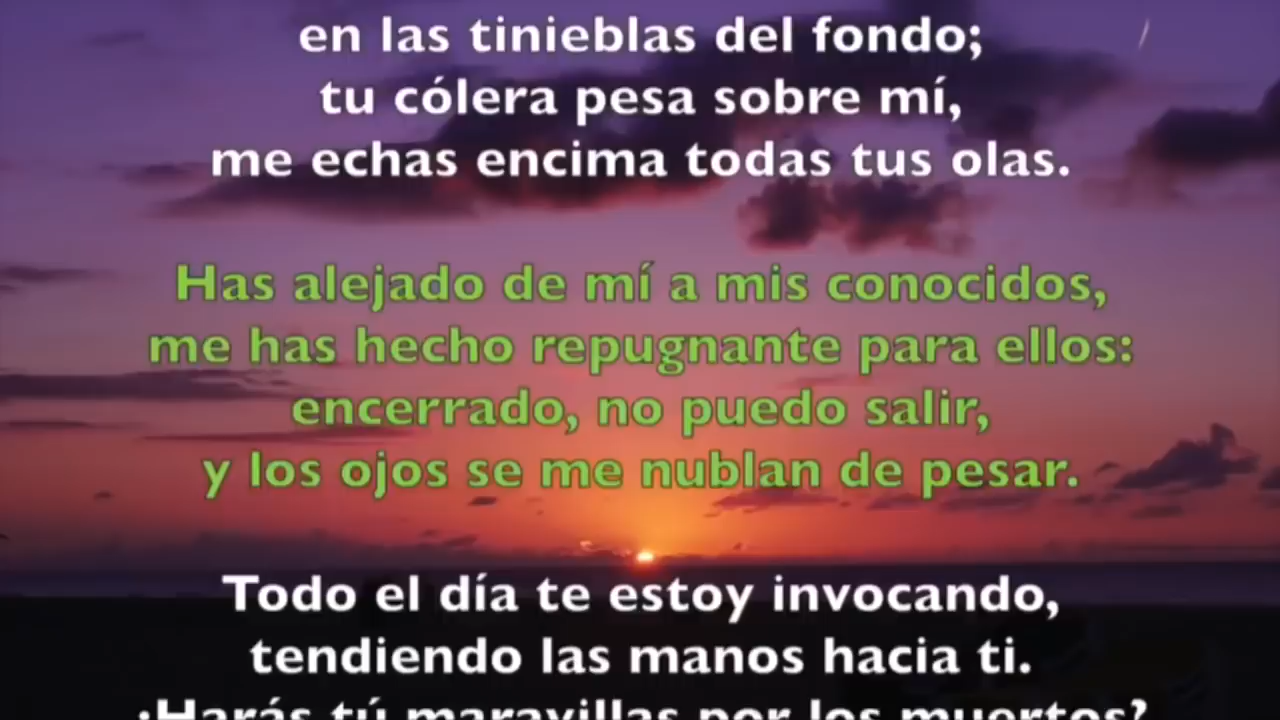 en las tinieblas del fondo;
tu cólera pesa sobre mí,
me echas encima todas tus olas.
Has alejado de mí a mis conocidos,
me has hecho repugnante para ellos:
encerrado, no puedo salir,
y los ojos se me nublan de pesar.
Todo el día te estoy invocando,
tendiendo las manos hacia ti.
¿Harás tú maravillas por los muertos?